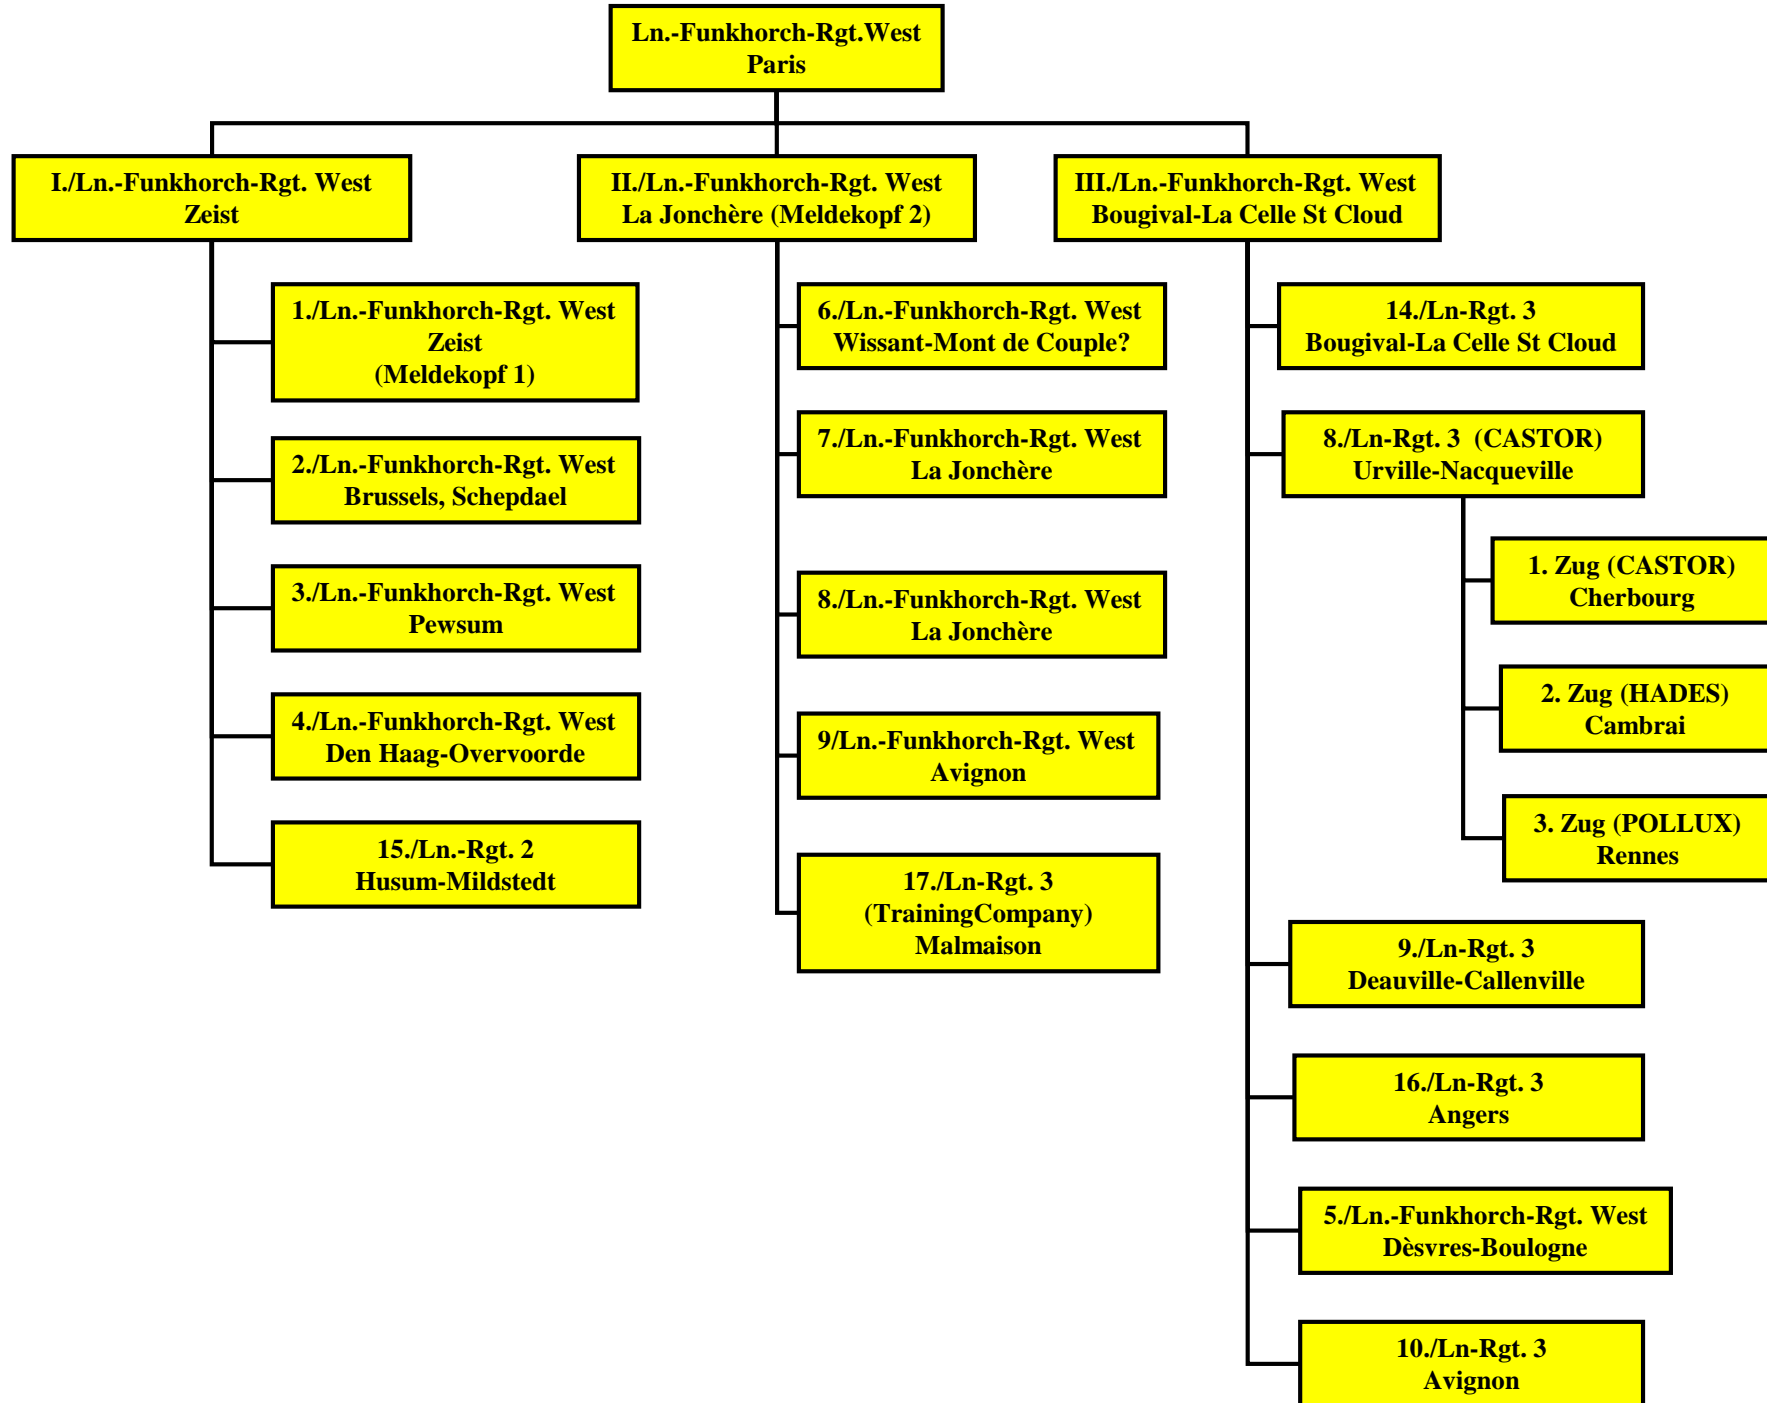 Ln.-Funkhorch-Rgt.West
Paris
I./Ln.-Funkhorch-Rgt. West
Zeist
II./Ln.-Funkhorch-Rgt. West
La Jonchère (Meldekopf 2)
III./Ln.-Funkhorch-Rgt. West
Bougival-La Celle St Cloud
1./Ln.-Funkhorch-Rgt. West
Zeist
(Meldekopf 1)
2./Ln.-Funkhorch-Rgt. West
Brussels, Schepdael
3./Ln.-Funkhorch-Rgt. West
Pewsum
4./Ln.-Funkhorch-Rgt. West
Den Haag-Overvoorde
15./Ln.-Rgt. 2
Husum-Mildstedt
6./Ln.-Funkhorch-Rgt. West
Wissant-Mont de Couple?
7./Ln.-Funkhorch-Rgt. West
La Jonchère
8./Ln.-Funkhorch-Rgt. West
La Jonchère
9/Ln.-Funkhorch-Rgt. West
Avignon
17./Ln-Rgt. 3
(TrainingCompany)
Malmaison
14./Ln-Rgt. 3
Bougival-La Celle St Cloud
8./Ln-Rgt. 3 (CASTOR)
Urville-Nacqueville
1. Zug (CASTOR)
Cherbourg
2. Zug (HADES)
Cambrai
3. Zug (POLLUX)
Rennes
9./Ln-Rgt. 3
Deauville-Callenville
16./Ln-Rgt. 3
Angers
5./Ln.-Funkhorch-Rgt. West
Dèsvres-Boulogne
10./Ln-Rgt. 3
Avignon